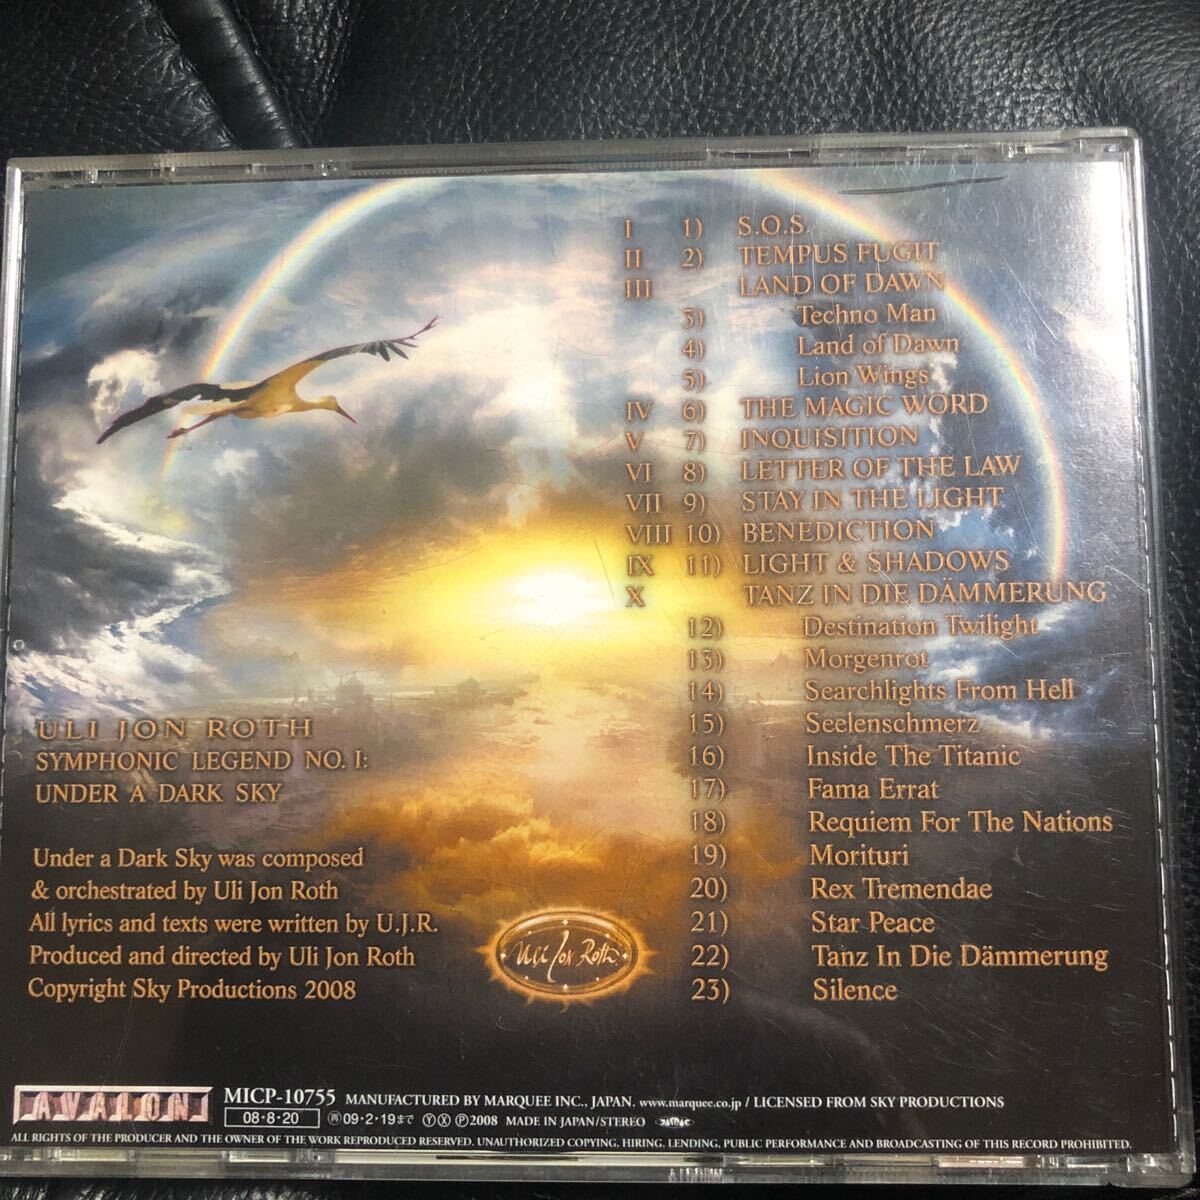 I 1) S.O.S.
II 2) TEMPUS FUGIT
III LAND OF DAWN
3) Techno Man
4) Land of Dawn
5) Lion Wings
IV 6) THE MAGIC WORD
V 7) INQUISITION
VI 8) LETTER OF THE LAW
VII 9) STAY IN THE LIGHT
VIII 10) BENEDICTION
IX 11) LIGHT & SHADOWS
X TANZ IN DIE DÄMMERUNG
12) Destination Twilight
13) Morgenrot
14) Searchlights From Hell
15) Seelenschmerz
16) Inside The Titanic
17) Fama Errat
18) Requiem For The Nations
19) Morituri
20) Rex Tremendae
21) Star Peace
22) Tanz In Die Dämmerung
23) Silence
ULI JON ROTH
SYMPHONIC LEGEND NO. I:
UNDER A DARK SKY
Under a Dark Sky was composed
& orchestrated by Uli Jon Roth
All lyrics and texts were written by U.J.R.
Produced and directed by Uli Jon Roth
Copyright Sky Productions 2008
Uli Jon Roth
AVALON
MICP-10755 MANUFACTURED BY MARQUEE INC., JAPAN. www.marquee.co.jp / LICENSED FROM SKY PRODUCTIONS
08・8・20 ㋐09・2・19まで ⓎⓍⓅ2008 MADE IN JAPAN/STEREO
ALL RIGHTS OF THE PRODUCER AND THE OWNER OF THE WORK REPRODUCED RESERVED. UNAUTHORIZED COPYING, HIRING, LENDING, PUBLIC PERFORMANCE AND BROADCASTING OF THIS RECORD PROHIBITED.